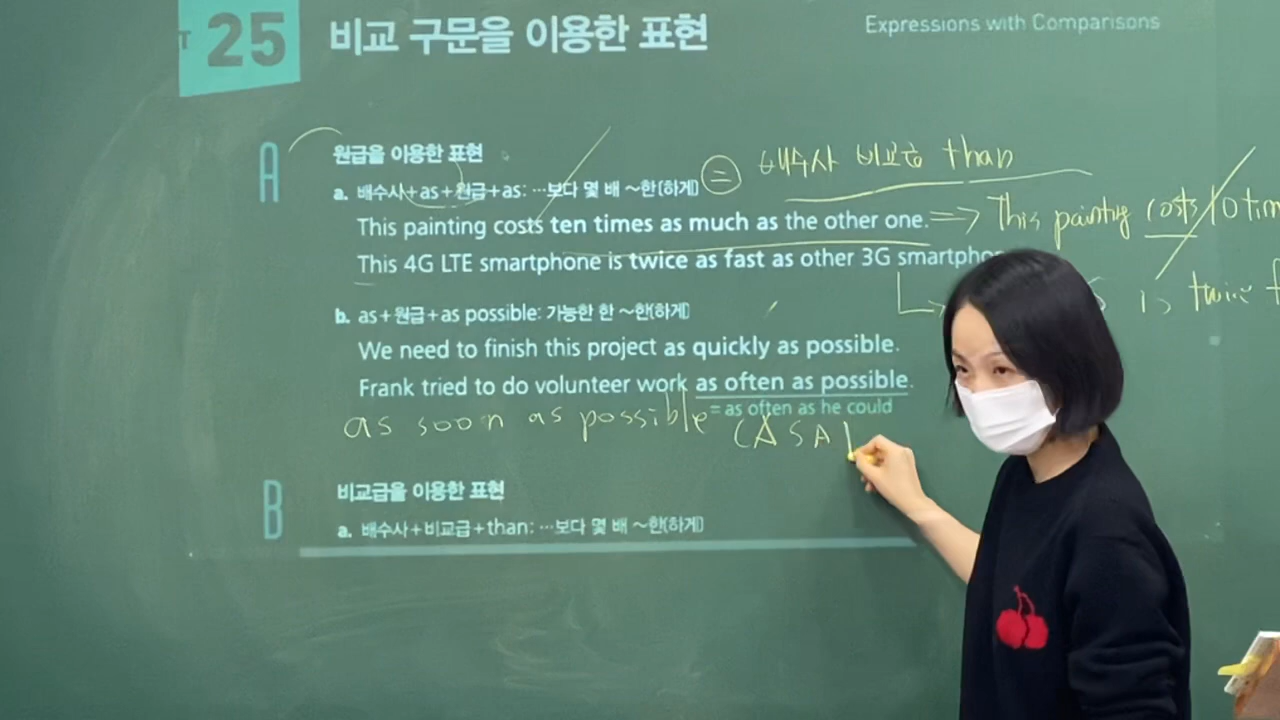 25 비교 구문을 이용한 표현 Expressions with Comparisons
A 원급을 이용한 표현
= 배수사 비교급 than
a. 배수사+as+원급+as: …보다 몇 배 ~한(하게)
This painting costs ten times as much as the other one.
⇒ This painting costs 10
This 4G LTE smartphone is twice as fast as other 3G
is twice
b. as+원급+as possible: 가능한 한 ~한(하게)
We need to finish this project as quickly as possible.
Frank tried to do volunteer work as often as possible.
= as often as he could
as soon as possible (ASA
B 비교급을 이용한 표현
a. 배수사+비교급+than: …보다 몇 배 ~한(하게)